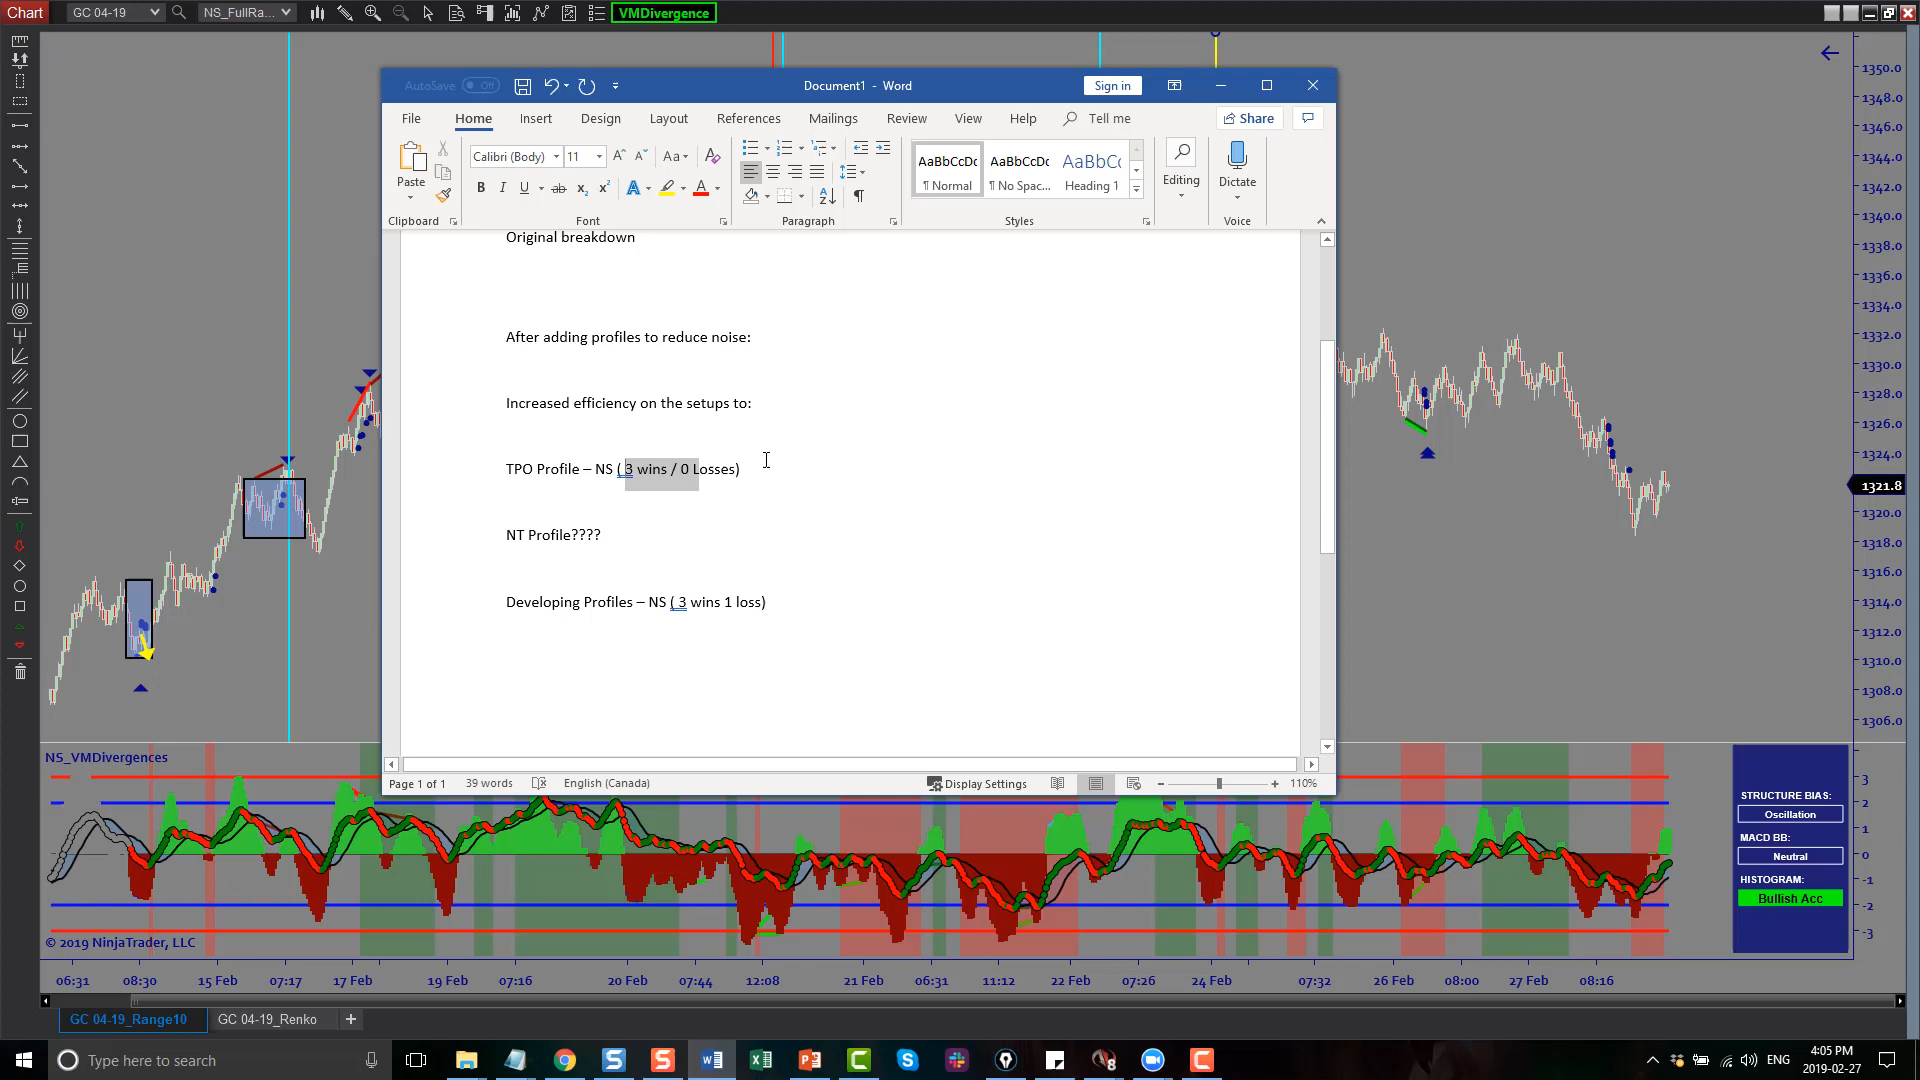 Chart GC 04-19 NS_FullRa... VMDivergence
AutoSave Off Document1 - Word Sign in
File Home Insert Design Layout References Mailings Review View Help Tell me Share
Paste Calibri (Body) 11 Aa AaBbCcDc AaBbCcDc AaBbCc Editing Dictate
¶ Normal ¶ No Spac... Heading 1
Clipboard Font Paragraph Styles Voice
Original breakdown
After adding profiles to reduce noise:
Increased efficiency on the setups to:
TPO Profile – NS ( 3 wins / 0 Losses)
NT Profile????
Developing Profiles – NS ( 3 wins 1 loss)
Page 1 of 1 39 words English (Canada) Display Settings 110%
1350.0
1348.0
1346.0
1344.0
1342.0
1340.0
1338.0
1336.0
1334.0
1332.0
1330.0
1328.0
1326.0
1324.0
1321.8
1320.0
1318.0
1316.0
1314.0
1312.0
1310.0
1308.0
1306.0
NS_VMDivergences
3
2
1
0
-1
-2
-3
STRUCTURE BIAS:
Oscillation
MACD BB:
Neutral
HISTOGRAM:
Bullish Acc
© 2019 NinjaTrader, LLC
06:31 08:30 15 Feb 07:17 17 Feb 19 Feb 07:16 20 Feb 07:44 12:08 21 Feb 06:31 11:12 22 Feb 07:26 24 Feb 07:32 26 Feb 08:00 27 Feb 08:16
GC 04-19_Range10 GC 04-19_Renko +
Type here to search
ENG 4:05 PM
2019-02-27